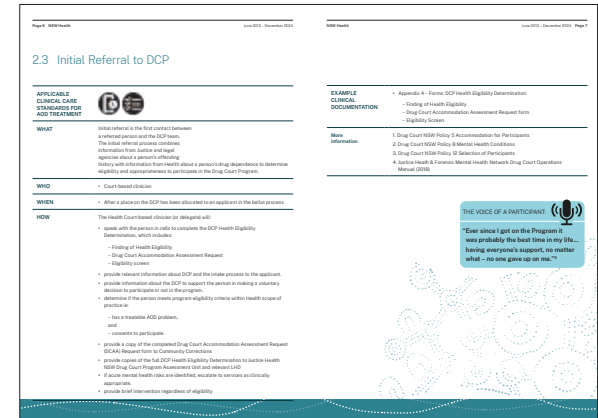 Page 6 NSW Health
June 2013 – December 2024
2.3 Initial Referral to DCP
APPLICABLE
CLINICAL CARE
STANDARDS FOR
AOD TREATMENT
WHAT
Initial referral is the first contact between
a referred person and the DCP team.
The initial referral process combines
information from Justice and legal
agencies about a person's offending
history with information from Health about a person's drug dependence to determine
eligibility and appropriateness to participate in the Drug Court Program.
WHO
• Court-based clinician
WHEN
• After a place on the DCP has been allocated to an applicant in the ballot process
HOW
The Health Court-based clinician (or delegate) will:
• speak with the person in cells to complete the DCP Health Eligibility
Determination, which includes:
– Finding of Health Eligibility
– Drug Court Accommodation Assessment Request
– Eligibility screen
• provide relevant information about DCP and the intake process to the applicant.
• provide information about the DCP to support the person in making a voluntary
decision to participate or not in the program.
• determine if the person meets program eligibility criteria within Health scope of
practice ie:
– has a treatable AOD problem,
and
– consents to participate.
• provide a copy of the completed Drug Court Accommodation Assessment Request
(DCAA) Request form to Community Corrections
• provide copies of the full DCP Health Eligibility Determination to Justice Health
NSW Drug Court Program Assessment Unit and relevant LHD
• if acute mental health risks are identified, escalate to services as clinically
appropriate.
• provide brief intervention regardless of eligibility
NSW Health
June 2013 – December 2024 Page 7
EXAMPLE
CLINICAL
DOCUMENTATION
• Appendix 4 – Forms: DCP Health Eligibility Determination:
– Finding of Health Eligibility
– Drug Court Accommodation Assessment Request form
– Eligibility Screen
More
information
1. Drug Court NSW Policy 5 Accommodation for Participants
2. Drug Court NSW Policy 8 Mental Health Conditions
3. Drug Court NSW Policy 12 Selection of Participants
4. Justice Heath & Forensic Mental Health Network Drug Court Operations
Manual (2018)
THE VOICE OF A PARTICIPANT:
"Ever since I got on the Program it
was probably the best time in my life...
having everyone's support, no matter
what – no one gave up on me."